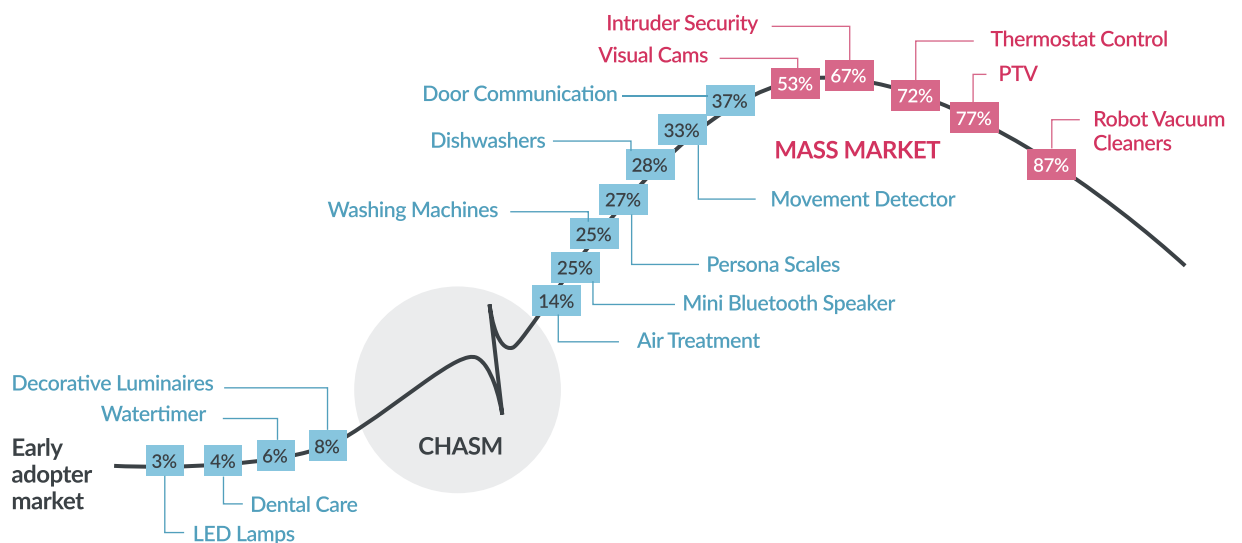 Intruder Security
Visual Cams
Thermostat Control
PTV
Robot Vacuum
Cleaners
Door Communication
Dishwashers
Washing Machines
53%
67%
72%
77%
87%
37%
33%
28%
27%
25%
25%
14%
MASS MARKET
Movement Detector
Persona Scales
Mini Bluetooth Speaker
Air Treatment
Decorative Luminaires
Watertimer
CHASM
Early
adopter
market
3%
4%
6%
8%
Dental Care
LED Lamps